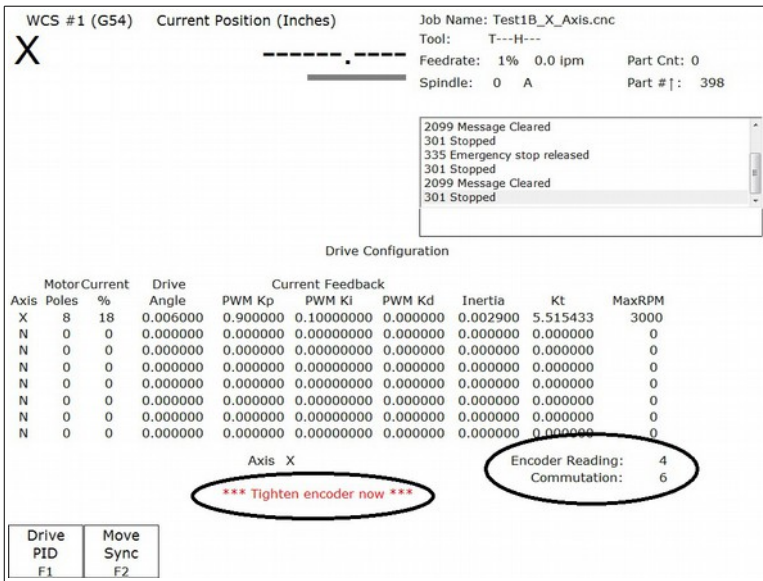 WCS #1 (G54) Current Position (Inches)
X ------.----
Job Name: Test1B_X_Axis.cnc
Tool: T---H---
Feedrate: 1% 0.0 ipm Part Cnt: 0
Spindle: 0 A Part #↑: 398
2099 Message Cleared
301 Stopped
335 Emergency stop released
301 Stopped
2099 Message Cleared
301 Stopped
Drive Configuration
Motor Current Drive Current Feedback
Axis Poles % Angle PWM Kp PWM Ki PWM Kd Inertia Kt MaxRPM
X 8 18 0.006000 0.900000 0.10000000 0.000000 0.002900 5.515433 3000
N 0 0 0.000000 0.000000 0.00000000 0.000000 0.000000 0.000000 0
N 0 0 0.000000 0.000000 0.00000000 0.000000 0.000000 0.000000 0
N 0 0 0.000000 0.000000 0.00000000 0.000000 0.000000 0.000000 0
N 0 0 0.000000 0.000000 0.00000000 0.000000 0.000000 0.000000 0
N 0 0 0.000000 0.000000 0.00000000 0.000000 0.000000 0.000000 0
N 0 0 0.000000 0.000000 0.00000000 0.000000 0.000000 0.000000 0
N 0 0 0.000000 0.000000 0.00000000 0.000000 0.000000 0.000000 0
Axis X
Encoder Reading: 4
Commutation: 6
*** Tighten encoder now ***
Drive PID F1
Move Sync F2